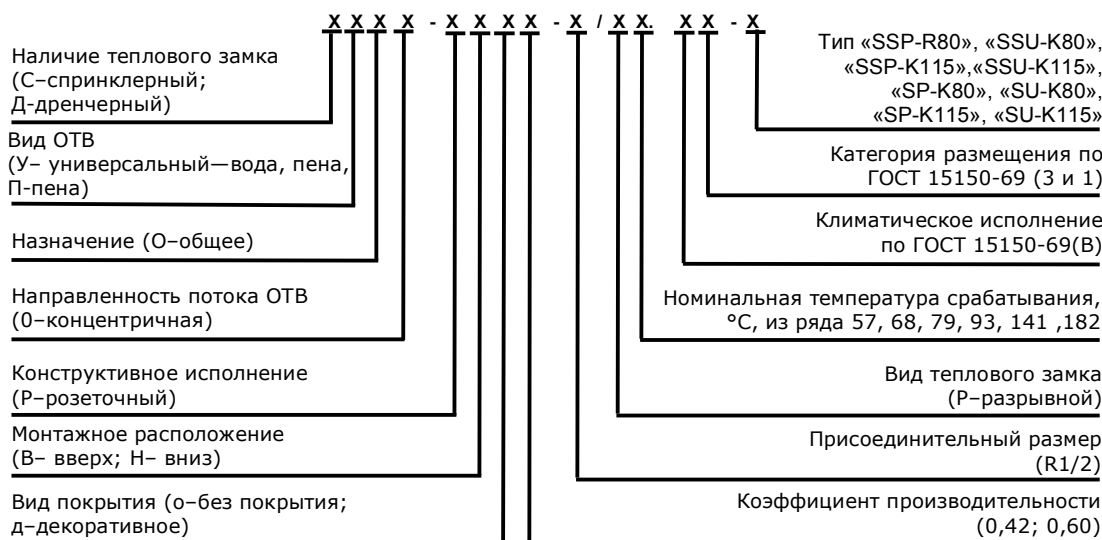 Х Х Х Х - Х Х Х Х - Х / Х Х. Х Х - Х
Наличие теплового замка
(С–спринклерный;
Д-дренчерный)
Вид ОТВ
(У– универсальный—вода, пена,
П-пена)
Назначение (О–общее)
Направленность потока ОТВ
(0–концентричная)
Конструктивное исполнение
(Р–розеточный)
Монтажное расположение
(В– вверх; Н– вниз)
Вид покрытия (о–без покрытия;
д–декоративное)
Тип «SSP-R80», «SSU-K80»,
«SSP-K115»,«SSU-K115»,
«SP-K80», «SU-K80»,
«SP-K115», «SU-K115»
Категория размещения по
ГОСТ 15150-69 (3 и 1)
Климатическое исполнение
по ГОСТ 15150-69(В)
Номинальная температура срабатывания,
°С, из ряда 57, 68, 79, 93, 141 ,182
Вид теплового замка
(Р–разрывной)
Присоединительный размер
(R1/2)
Коэффициент производительности
(0,42; 0,60)